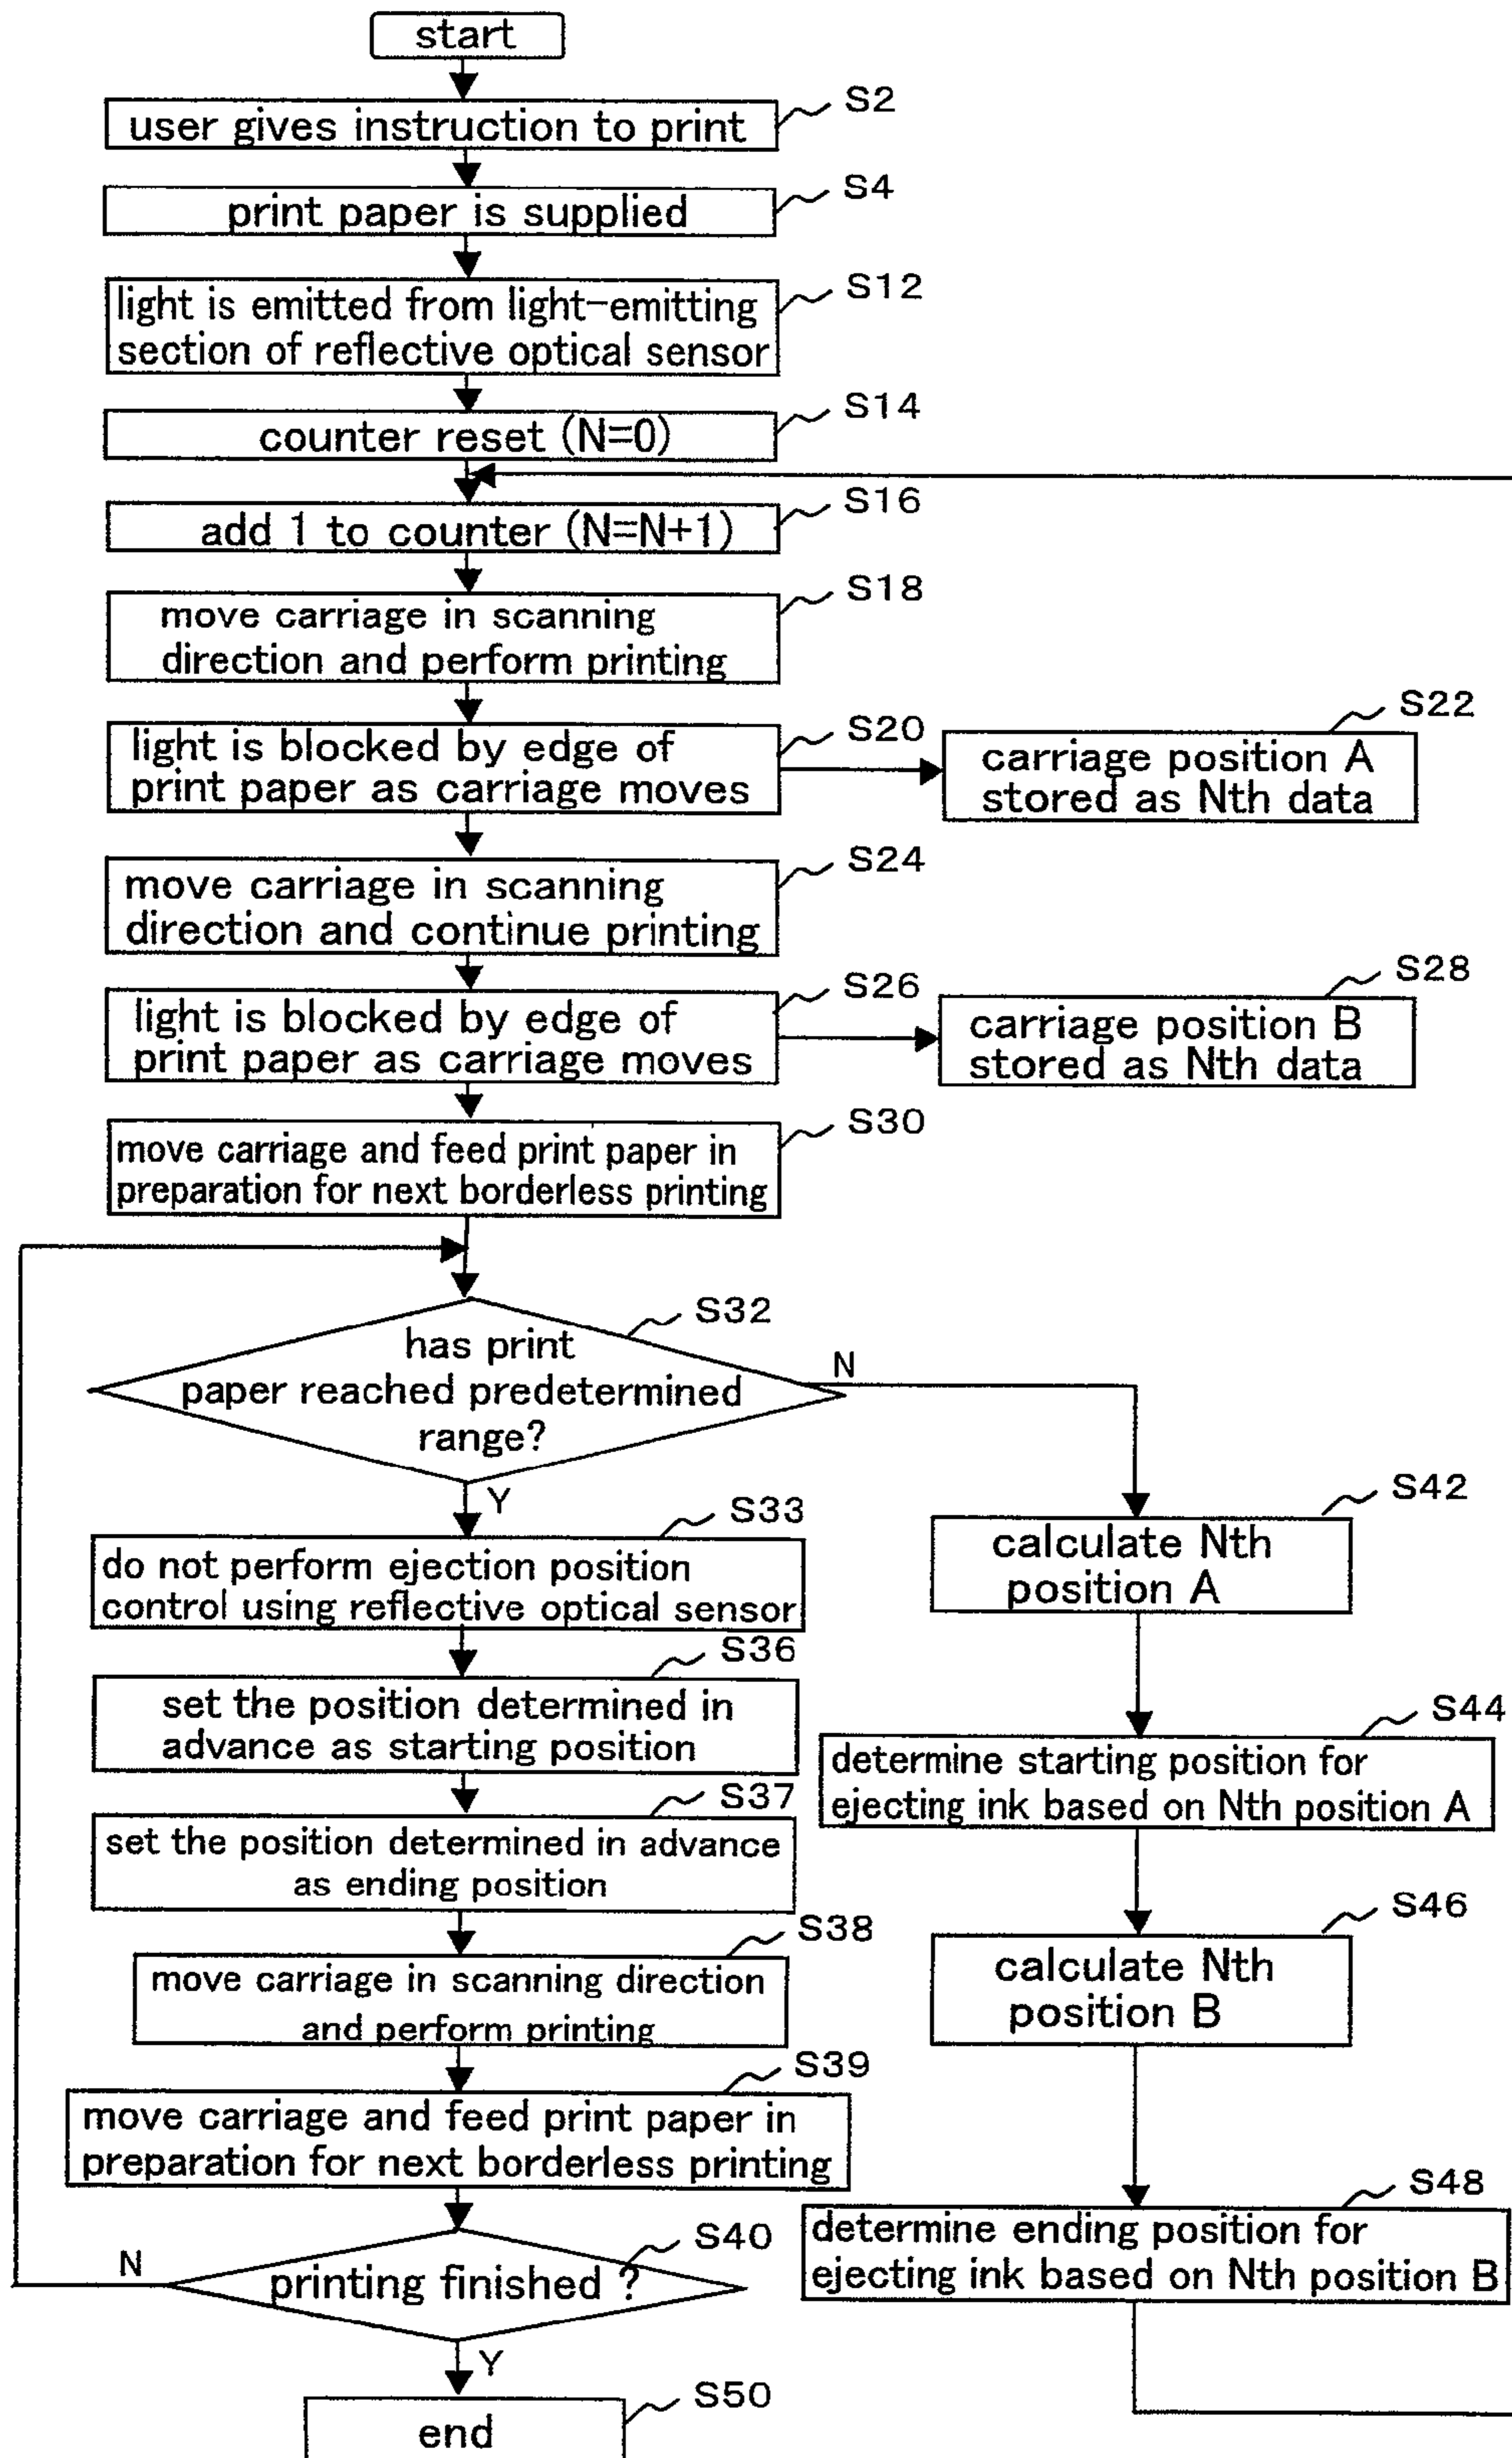 start
S2
user gives instruction to print
S4
print paper is supplied
S12
light is emitted from light-emitting
section of reflective optical sensor
S14
counter reset (N=0)
S16
add 1 to counter (N=N+1)
S18
move carriage in scanning
direction and perform printing
S20
light is blocked by edge of
print paper as carriage moves
S22
carriage position A
stored as Nth data
S24
move carriage in scanning
direction and continue printing
S26
light is blocked by edge of
print paper as carriage moves
S28
carriage position B
stored as Nth data
S30
move carriage and feed print paper in
preparation for next borderless printing
S32
has print
paper reached predetermined
range?
N
Y
S33
do not perform ejection position
control using reflective optical sensor
S36
set the position determined in
advance as starting position
S37
set the position determined in advance
as ending position
S38
move carriage in scanning direction
and perform printing
S39
move carriage and feed print paper in
preparation for next borderless printing
S40
printing finished ?
N
Y
S50
end
S42
calculate Nth
position A
S44
determine starting position for
ejecting ink based on Nth position A
S46
calculate Nth
position B
S48
determine ending position for
ejecting ink based on Nth position B